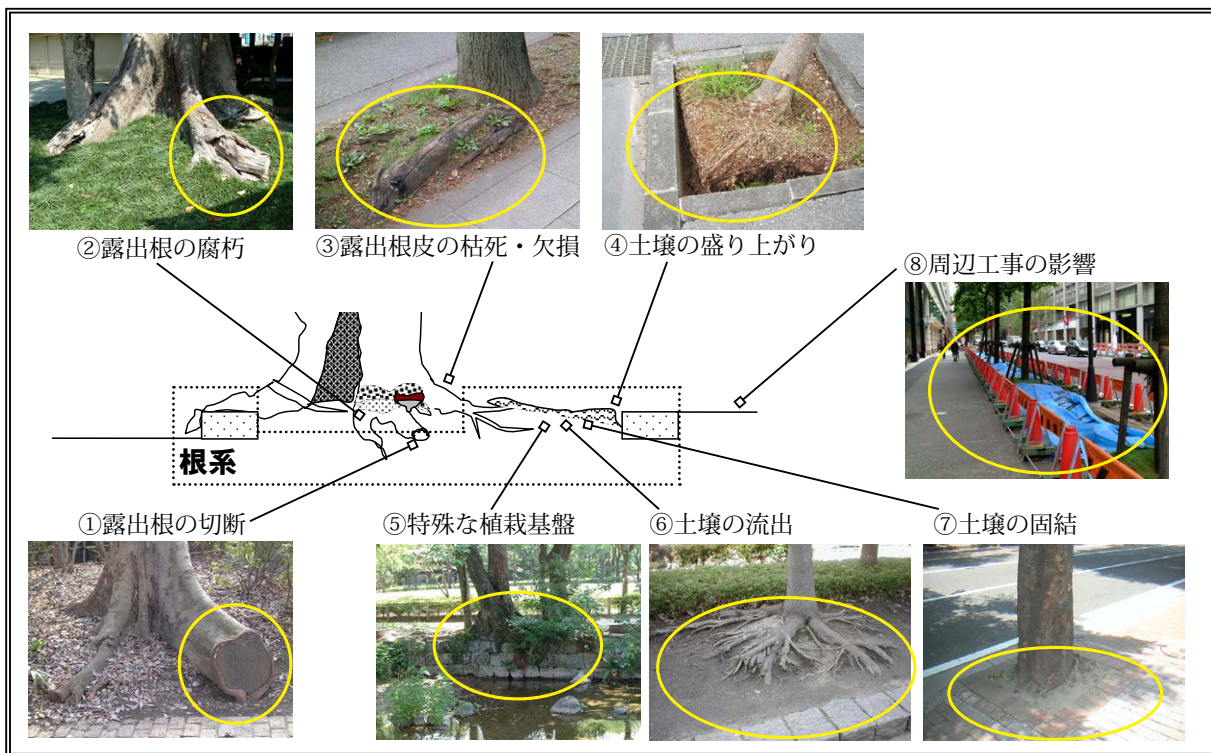 ②露出根の腐朽
③露出根皮の枯死・欠損
④土壌の盛り上がり
⑧周辺工事の影響
根系
①露出根の切断
⑤特殊な植栽基盤
⑥土壌の流出
⑦土壌の固結